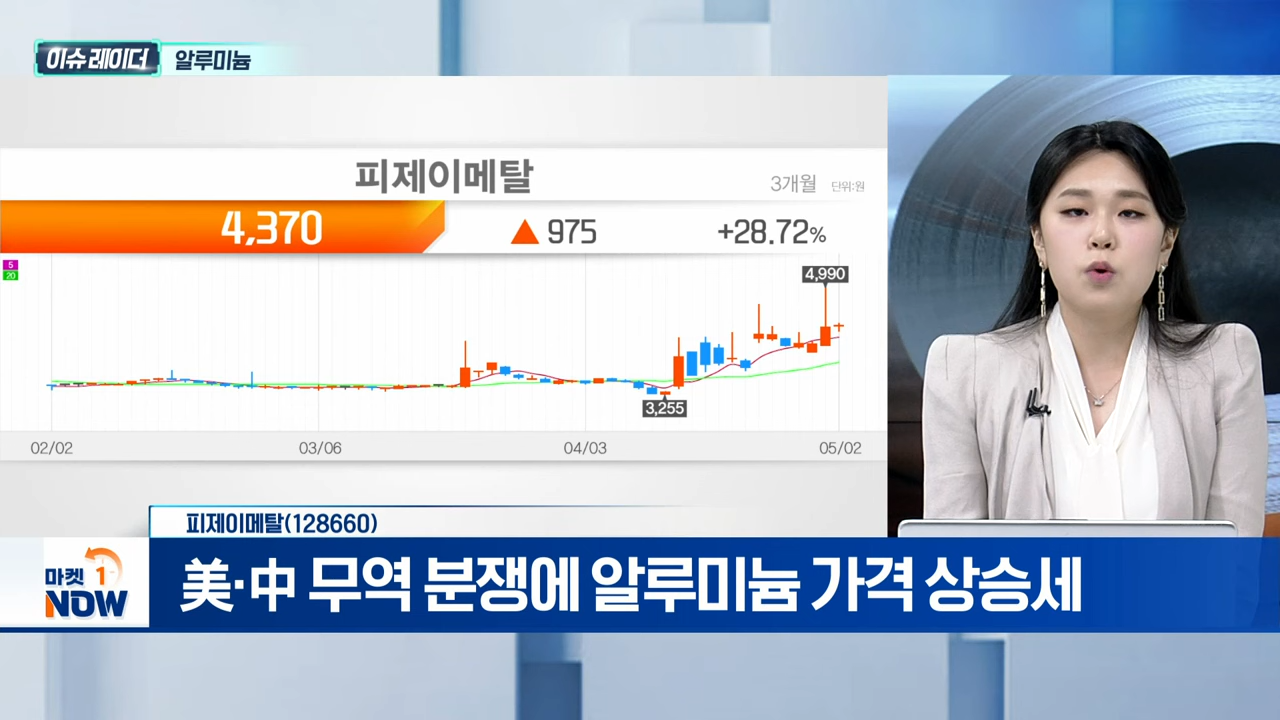 이슈 레이더 알루미늄
피제이메탈
3개월 단위:원
4,370 ▲ 975 +28.72%
5
20
4,990
3,255
02/02 03/06 04/03 05/02
피제이메탈(128660)
마켓 1
NOW
美·中 무역 분쟁에 알루미늄 가격 상승세